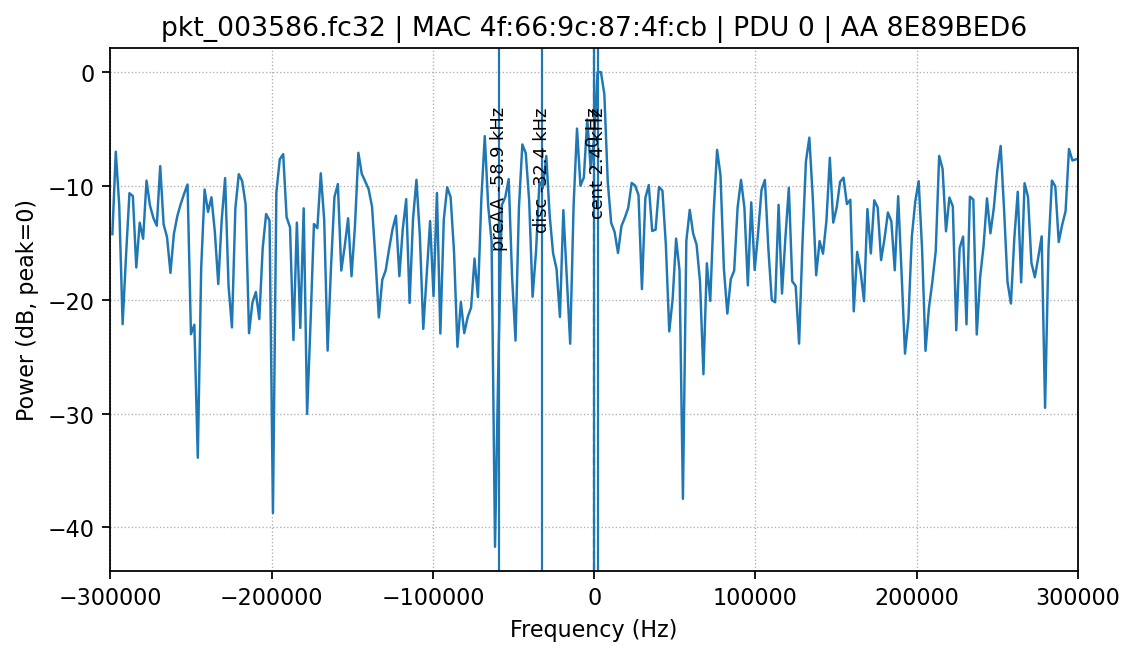 pkt_003586.fc32 | MAC 4f:66:9c:87:4f:cb | PDU 0 | AA 8E89BED6
Power (dB, peak=0)
0
−10
−20
−30
−40
preAA -58.9 kHz
disc -32.4 kHz
0 Hz
cent 2.4 kHz
−300000
−200000
−100000
0
100000
200000
300000
Frequency (Hz)